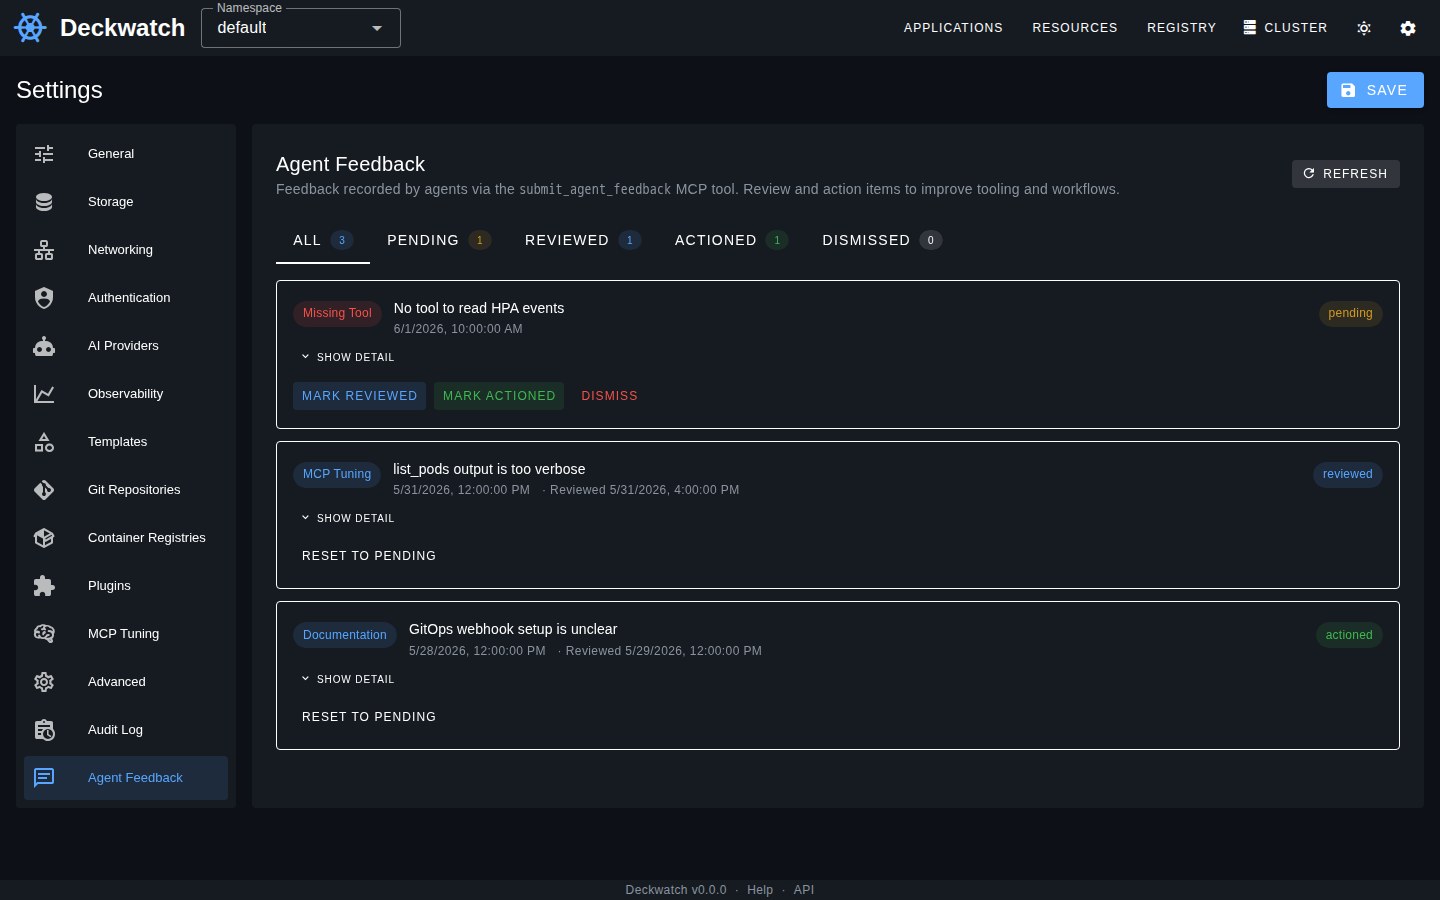 Deckwatch
Namespace
default
APPLICATIONS
RESOURCES
REGISTRY
CLUSTER
Settings
SAVE
General
Storage
Networking
Authentication
AI Providers
Observability
Templates
Git Repositories
Container Registries
Plugins
MCP Tuning
Advanced
Audit Log
Agent Feedback
Agent Feedback
Feedback recorded by agents via the submit_agent_feedback MCP tool. Review and action items to improve tooling and workflows.
REFRESH
ALL 3
PENDING 1
REVIEWED 1
ACTIONED 1
DISMISSED 0
Missing Tool
No tool to read HPA events
6/1/2026, 10:00:00 AM
pending
SHOW DETAIL
MARK REVIEWED
MARK ACTIONED
DISMISS
MCP Tuning
list_pods output is too verbose
5/31/2026, 12:00:00 PM · Reviewed 5/31/2026, 4:00:00 PM
reviewed
SHOW DETAIL
RESET TO PENDING
Documentation
GitOps webhook setup is unclear
5/28/2026, 12:00:00 PM · Reviewed 5/29/2026, 12:00:00 PM
actioned
SHOW DETAIL
RESET TO PENDING
Deckwatch v0.0.0 · Help · API